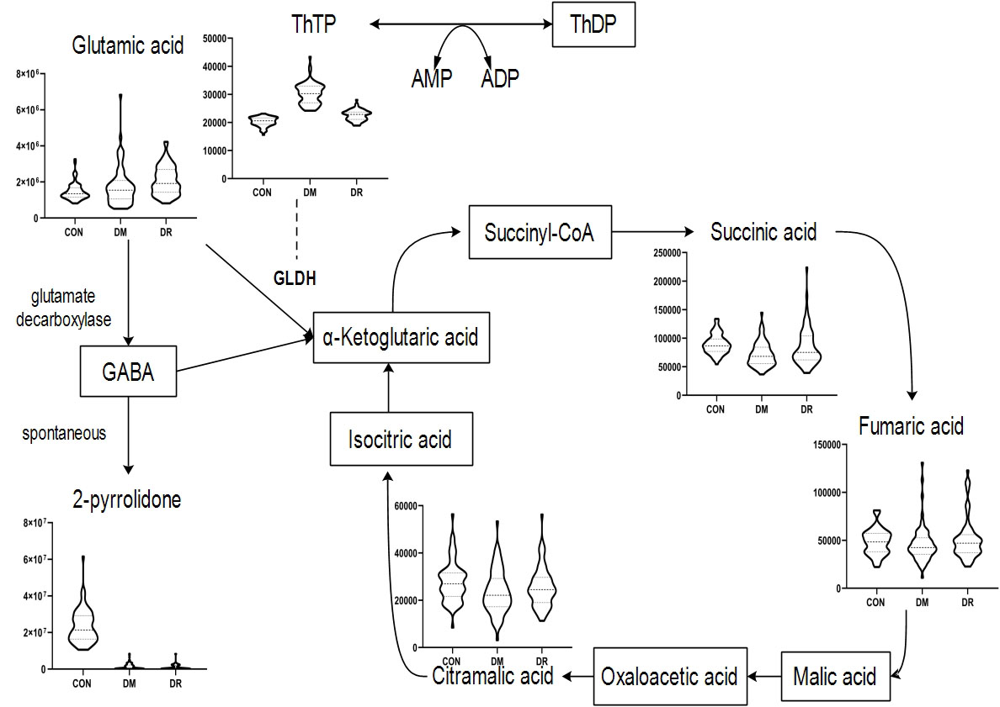 ThTP
ThDP
Glutamic acid
AMP ADP
50000
40000
30000
20000
10000
0
CON DM DR
8×10⁶
6×10⁶
4×10⁶
2×10⁶
0
CON DM DR
GLDH
Succinyl-CoA
Succinic acid
250000
200000
150000
100000
50000
0
CON DM DR
glutamate
decarboxylase
α-Ketoglutaric acid
GABA
spontaneous
Isocitric acid
Fumaric acid
150000
100000
50000
0
CON DM DR
2-pyrrolidone
8×10⁷
6×10⁷
4×10⁷
2×10⁷
0
CON DM DR
60000
40000
20000
0
CON DM DR
Citramalic acid
Oxaloacetic acid
Malic acid